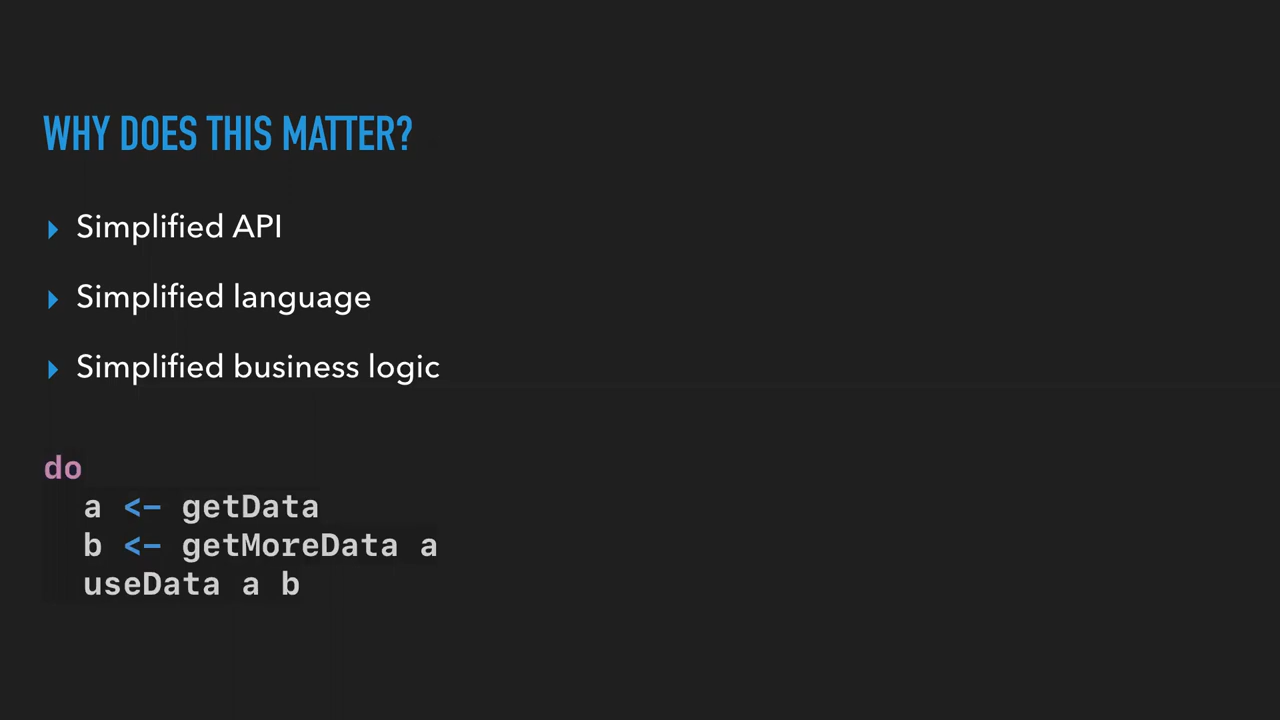 WHY DOES THIS MATTER?
Simplified API
Simplified language
Simplified business logic
do
a <- getData
b <- getMoreData a
useData a b